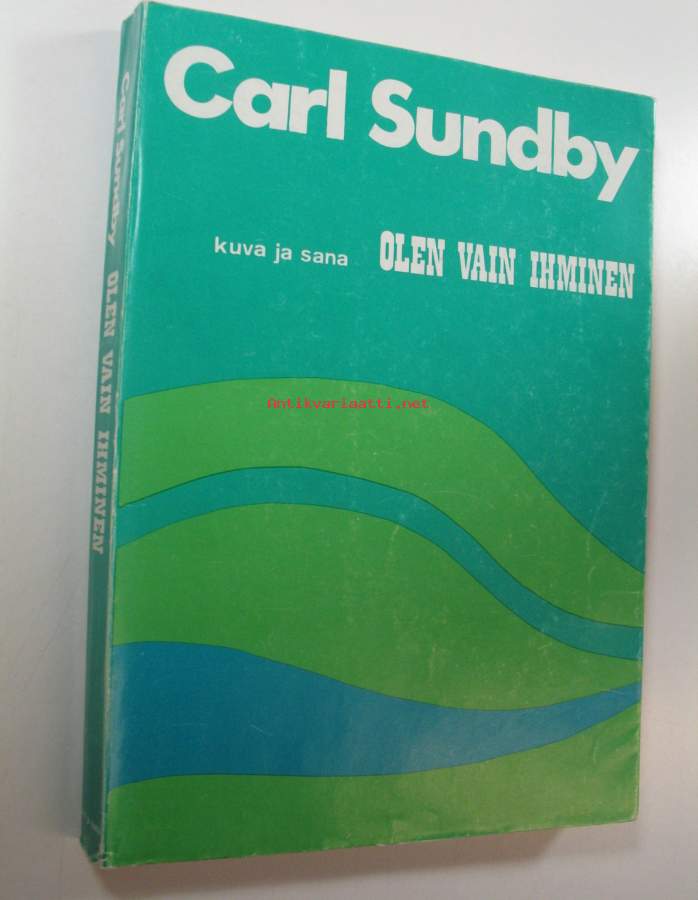 Carl Sundby
kuva ja sana OLEN VAIN IHMINEN
Antikvariaatti.net
Carl Sundby OLEN VAIN IHMINEN